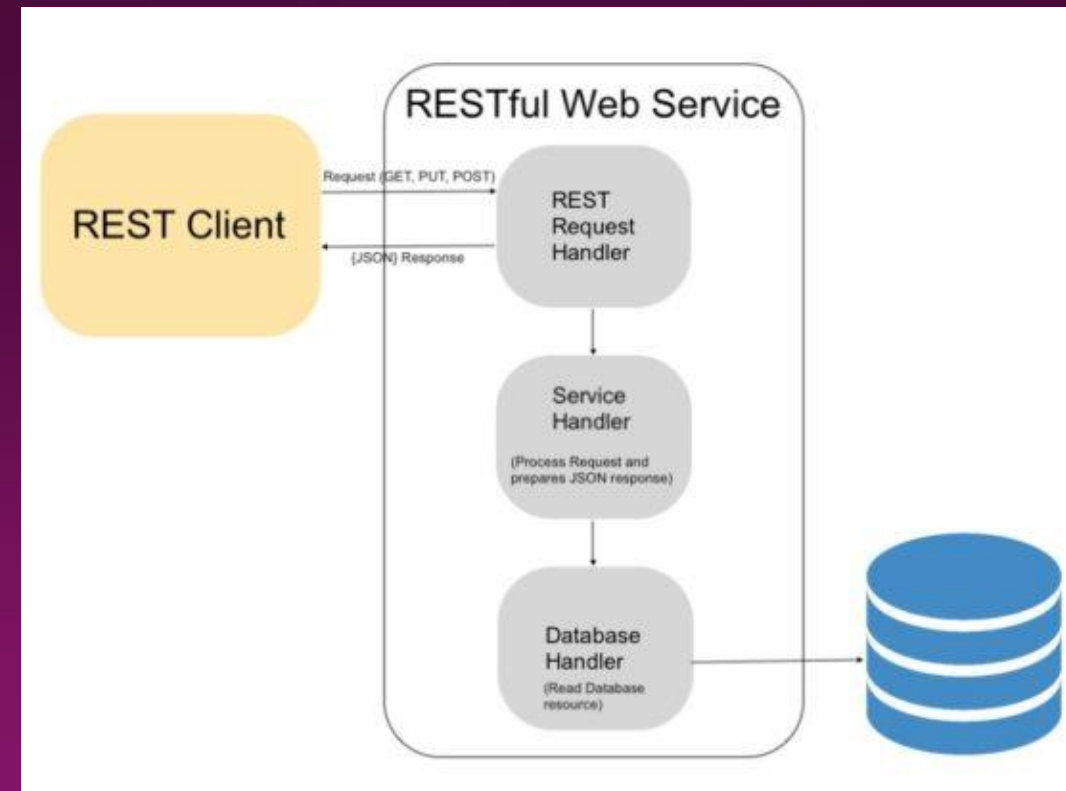 RESTful Web Service
REST Client
Request (GET, PUT, POST)
{JSON} Response
REST
Request
Handler
Service
Handler
(Process Request and
prepares JSON response)
Database
Handler
(Read Database
resource)